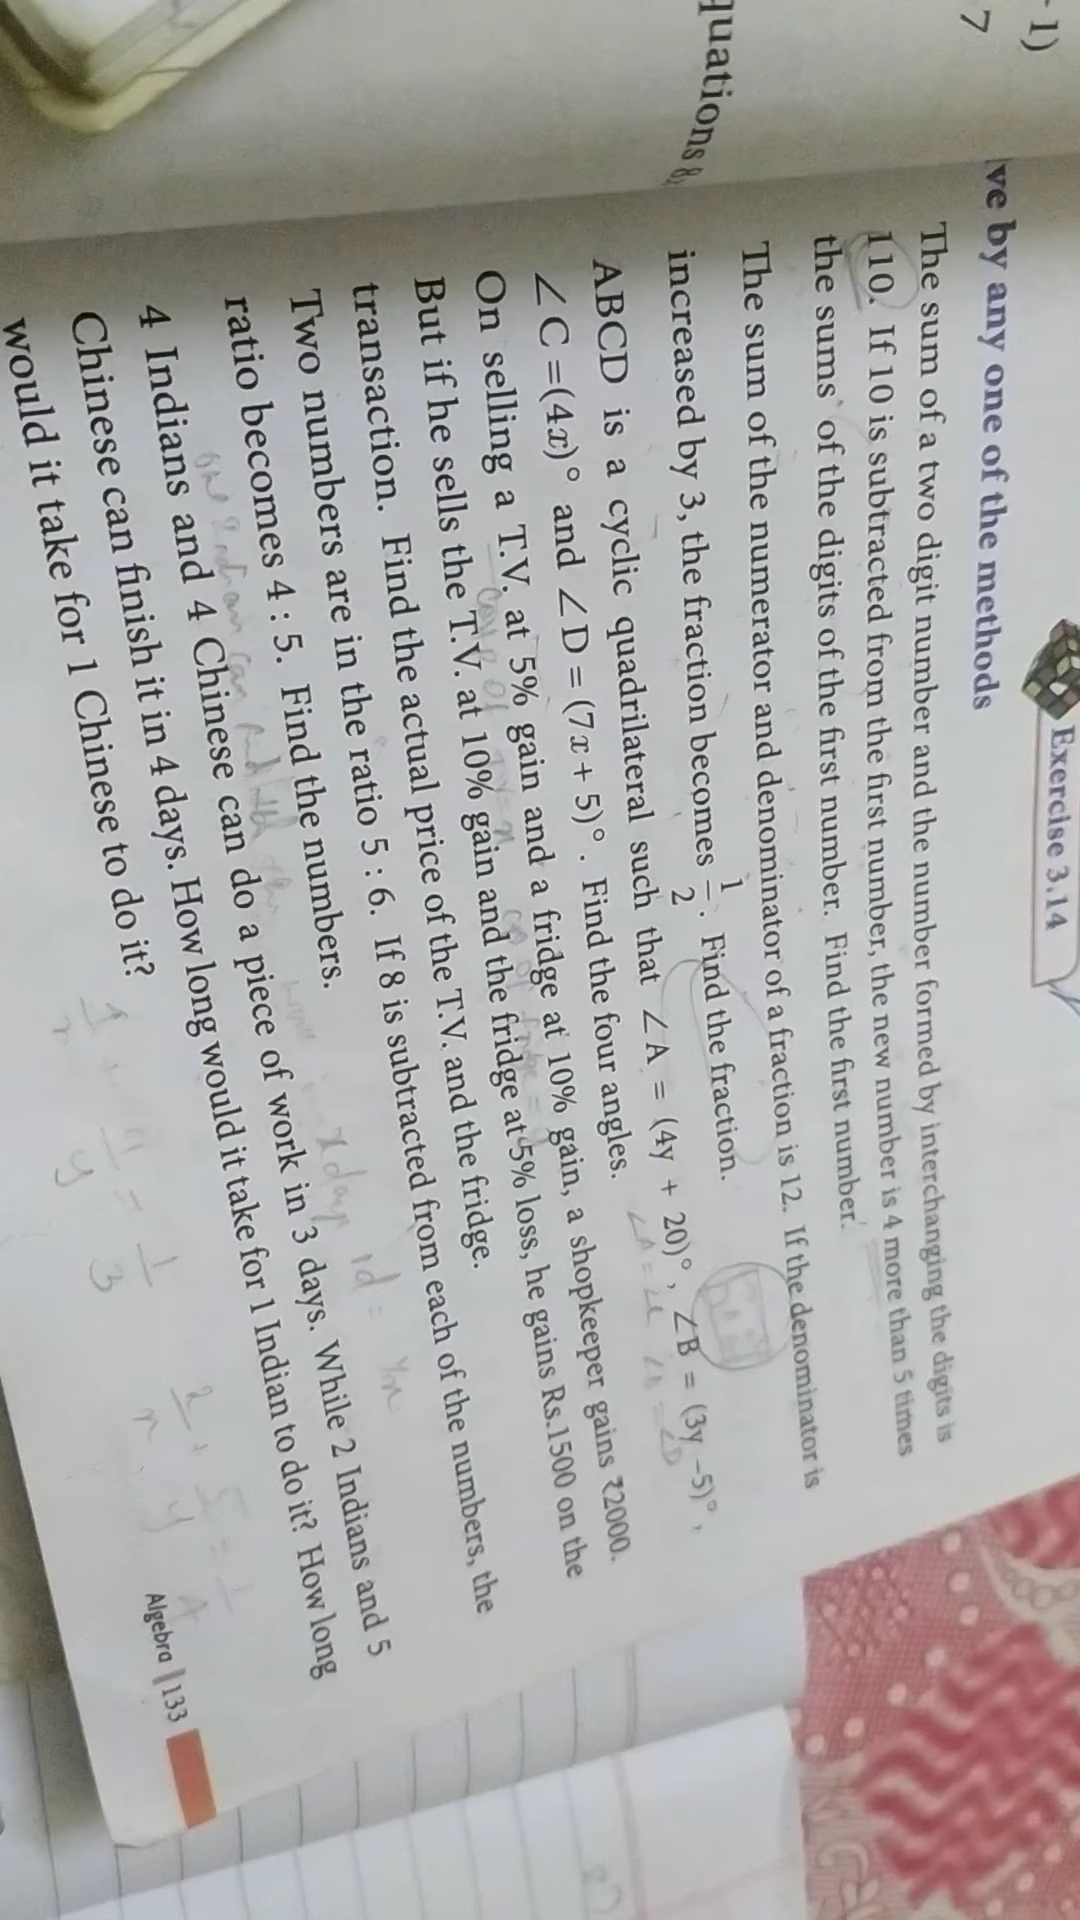 - 1)
7
quations
Exercise 3.14
ve by any one of the methods
The sum of a two digit number and the number formed by interchanging the digits is
110. If 10 is subtracted from the first number, the new number is 4 more than 5 times
the sums of the digits of the first number. Find the first number.
The sum of the numerator and denominator of a fraction is 12. If the denominator is
increased by 3, the fraction becomes 1/2. Find the fraction.
ABCD is a cyclic quadrilateral such that ∠A = (4y + 20)°, ∠B = (3y –5)°,
∠C =(4x)° and ∠D = (7x + 5)°. Find the four angles.
On selling a T.V. at 5% gain and a fridge at 10% gain, a shopkeeper gains ₹2000.
But if he sells the T.V. at 10% gain and the fridge at 5% loss, he gains Rs.1500 on the
transaction. Find the actual price of the T.V. and the fridge.
Two numbers are in the ratio 5 : 6. If 8 is subtracted from each of the numbers, the
ratio becomes 4 : 5. Find the numbers.
4 Indians and 4 Chinese can do a piece of work in 3 days. While 2 Indians and 5
Chinese can finish it in 4 days. How long would it take for 1 Indian to do it? How long
would it take for 1 Chinese to do it?
4/x + 4/y = 1/3
2/x + 5/y = 1/4
Algebra | 133